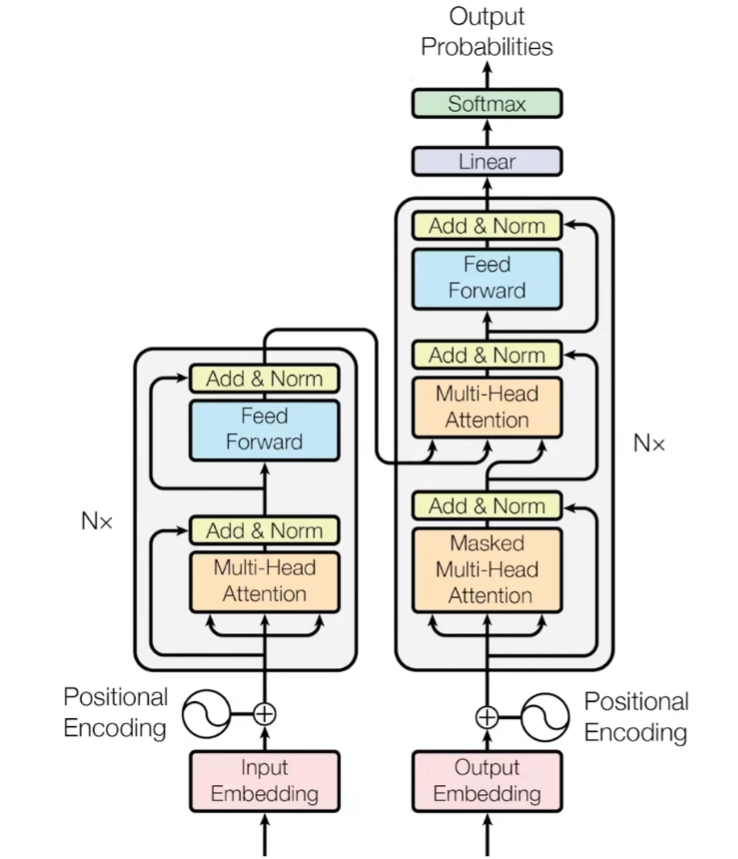 Output
Probabilities
Softmax
Linear
Add & Norm
Feed
Forward
Add & Norm
Multi-Head
Attention
Nx
Add & Norm
Masked
Multi-Head
Attention
Add & Norm
Feed
Forward
Nx
Add & Norm
Multi-Head
Attention
Positional
Encoding
Positional
Encoding
Input
Embedding
Output
Embedding